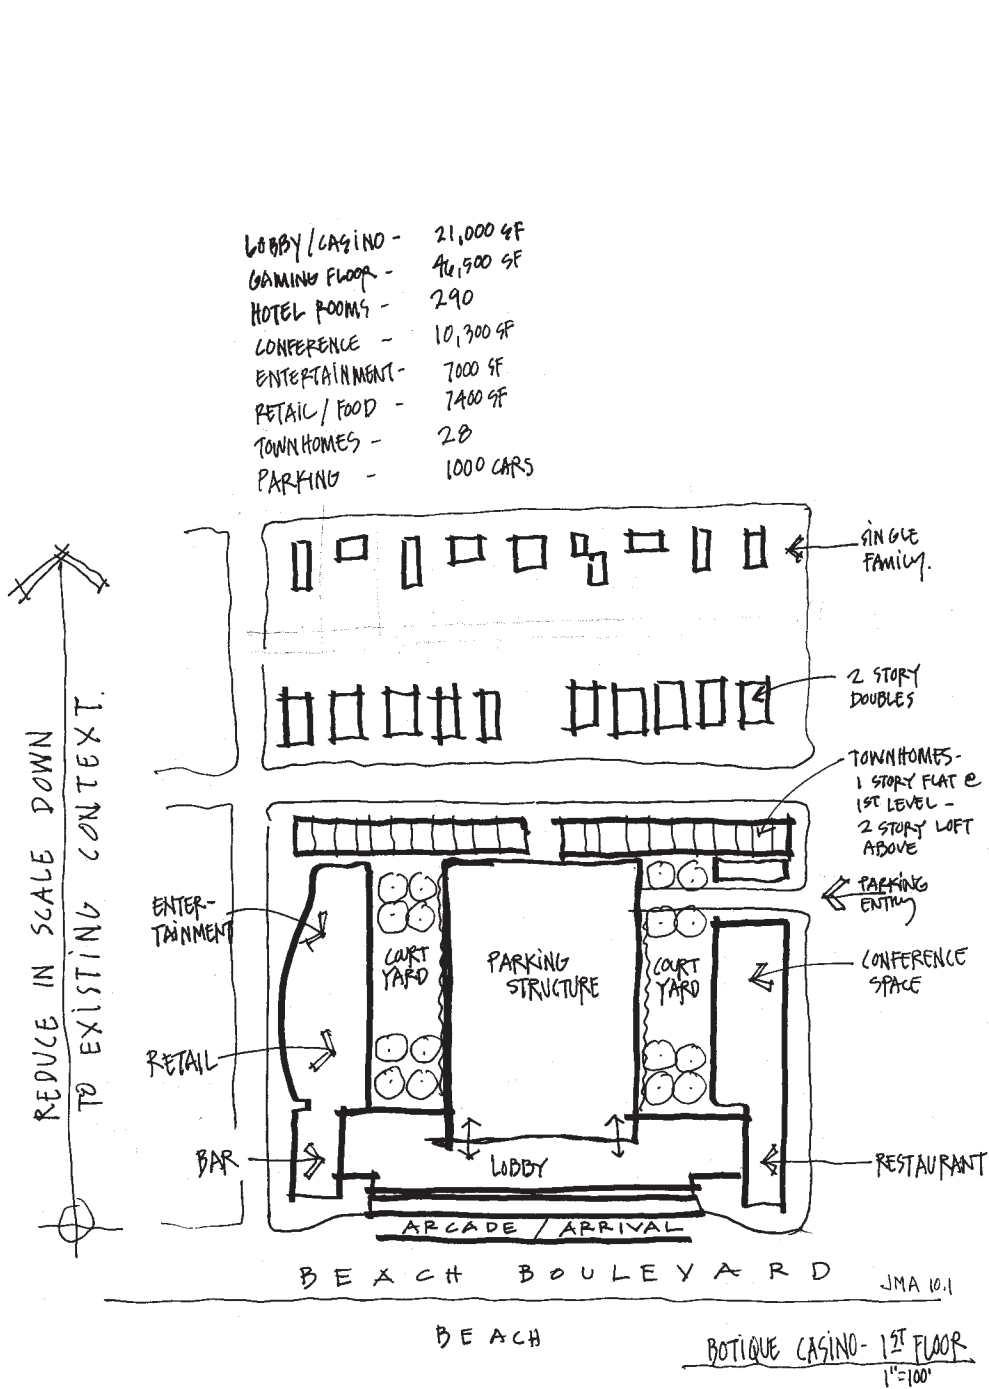 LOBBY/CASINO - 21,000 SF
GAMING FLOOR - 46,500 SF
HOTEL ROOMS - 290
CONFERENCE - 10,300 SF
ENTERTAINMENT - 7000 SF
RETAIL/FOOD - 7400 SF
TOWNHOMES - 28
PARKING - 1000 CARS
SINGLE
FAMILY.
2 STORY
DOUBLES
TOWNHOMES-
1 STORY FLAT @
1ST LEVEL -
2 STORY LOFT
ABOVE
PARKING
ENTRY
REDUCE IN SCALE DOWN
TO EXISTING CONTEXT.
ENTER-
TAINMENT
COURT
YARD
PARKING
STRUCTURE
COURT
YARD
CONFERENCE
SPACE
RETAIL
BAR
LOBBY
RESTAURANT
ARCADE / ARRIVAL
BEACH BOULEVARD
JMA 10.1
BEACH
BOTIQUE CASINO - 1ST FLOOR
1"=100'